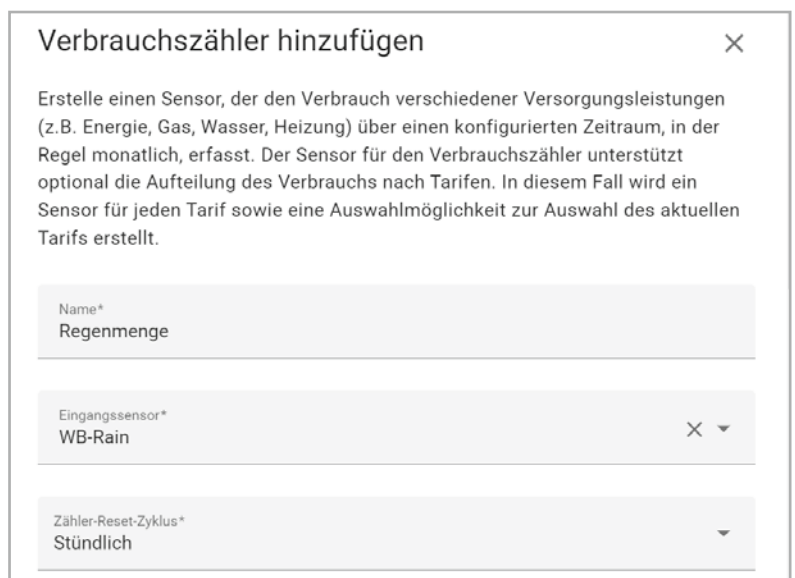 Verbrauchszähler hinzufügen
Erstelle einen Sensor, der den Verbrauch verschiedener Versorgungsleistungen
(z.B. Energie, Gas, Wasser, Heizung) über einen konfigurierten Zeitraum, in der
Regel monatlich, erfasst. Der Sensor für den Verbrauchszähler unterstützt
optional die Aufteilung des Verbrauchs nach Tarifen. In diesem Fall wird ein
Sensor für jeden Tarif sowie eine Auswahlmöglichkeit zur Auswahl des aktuellen
Tarifs erstellt.
Name*
Regenmenge
Eingangssensor*
WB-Rain
Zähler-Reset-Zyklus*
Stündlich